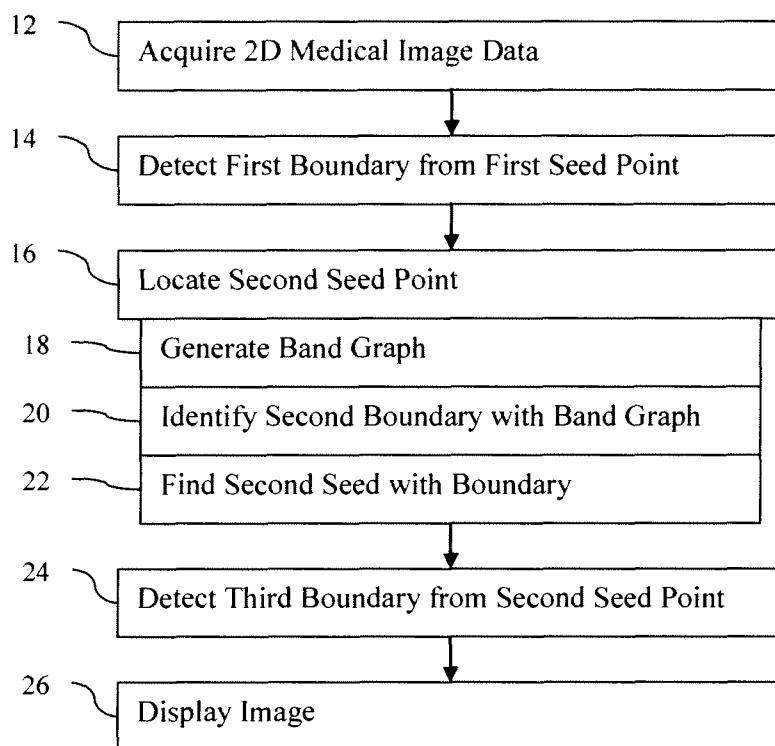 12 Acquire 2D Medical Image Data
14 Detect First Boundary from First Seed Point
16 Locate Second Seed Point
18 Generate Band Graph
20 Identify Second Boundary with Band Graph
22 Find Second Seed with Boundary
24 Detect Third Boundary from Second Seed Point
26 Display Image